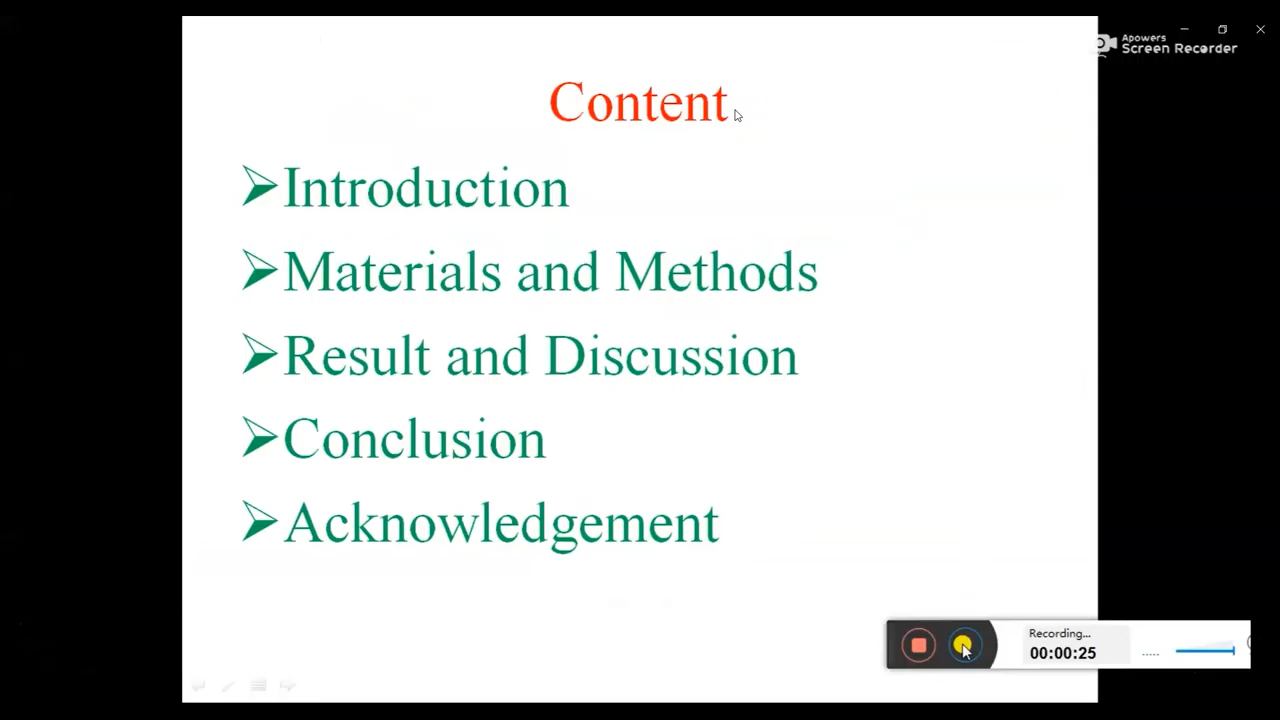 Content
Apowers
Screen Recorder
Introduction
Materials and Methods
Result and Discussion
Conclusion
Acknowledgement
Recording...
00:00:25
.....